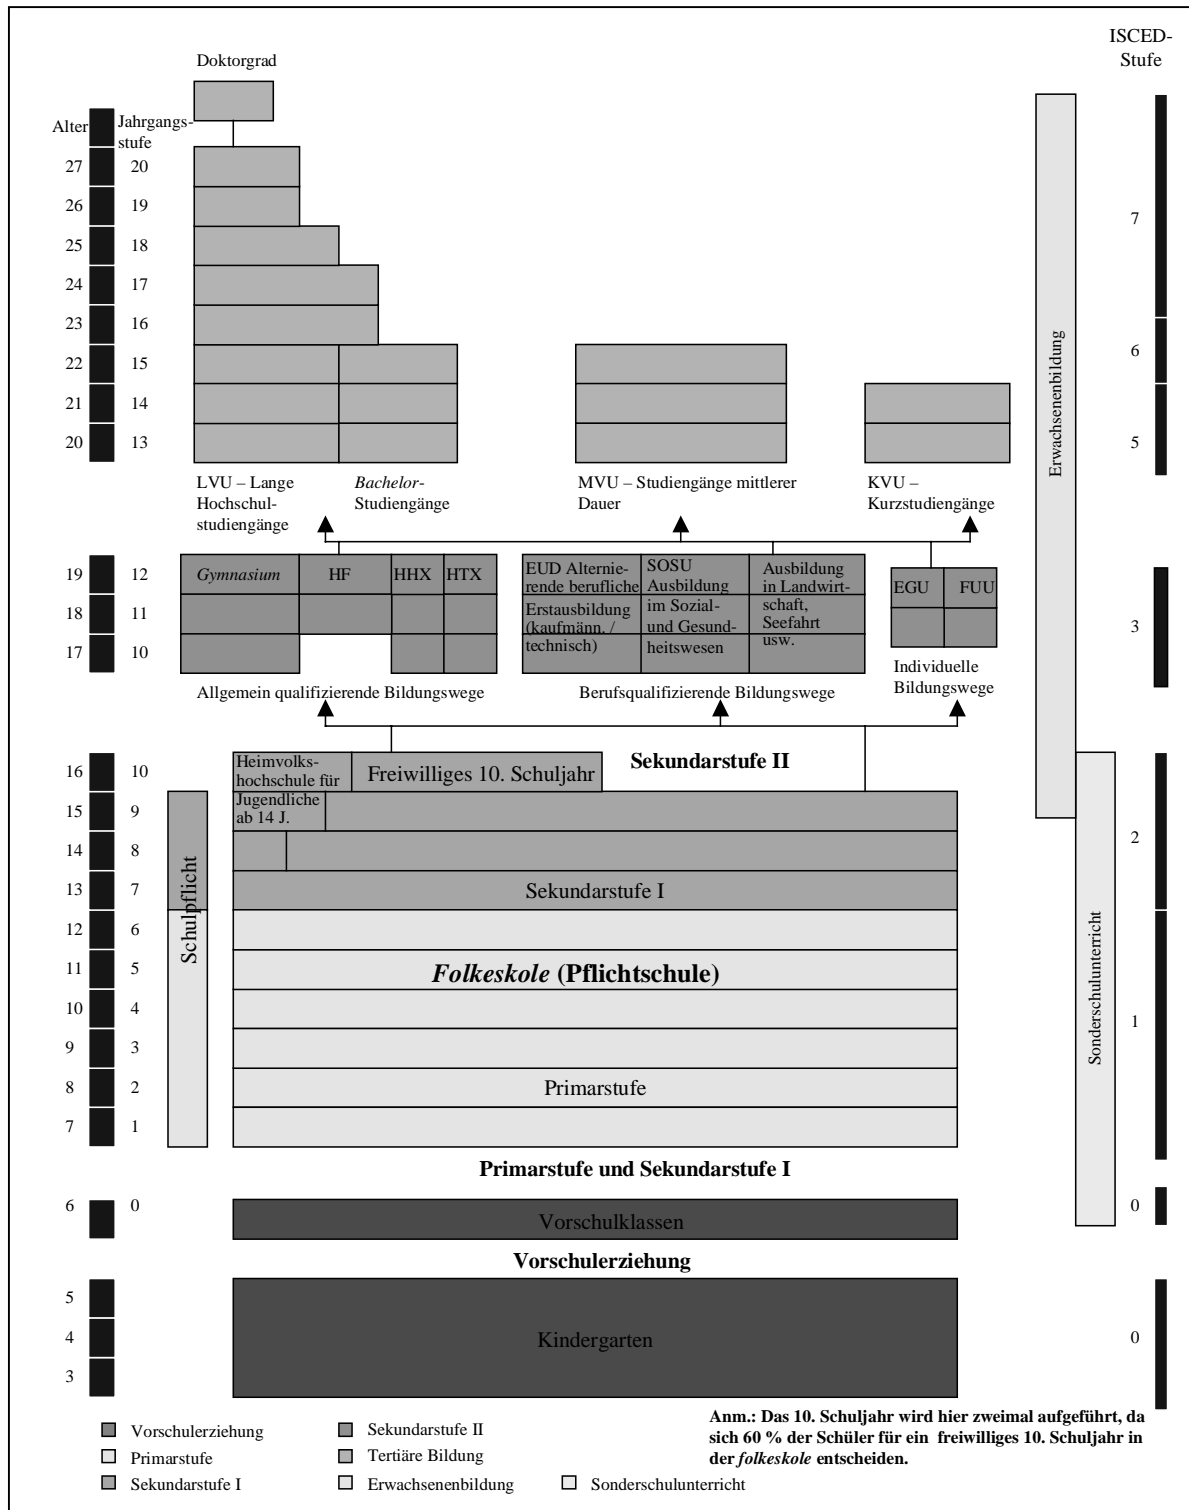 ISCED-
Stufe
Doktorgrad
Alter
Jahrgangs-
stufe
27 20
26 19
25 18
24 17
23 16
22 15
21 14
20 13
7
6
5
Erwachsenenbildung
LVU – Lange
Hochschul-
studiengänge
Bachelor-
Studiengänge
MVU – Studiengänge mittlerer
Dauer
KVU –
Kurzstudiengänge
19 12
18 11
17 10
Gymnasium
HF
HHX
HTX
EUD Alternie-
rende berufliche
Erstausbildung
(kaufmänn. /
technisch)
SOSU
Ausbildung
im Sozial-
und Gesund-
heitswesen
Ausbildung
in Landwirt-
schaft,
Seefahrt
usw.
EGU
FUU
3
Allgemein qualifizierende Bildungswege
Berufsqualifizierende Bildungswege
Individuelle
Bildungswege
Sekundarstufe II
16 10
15 9
14 8
13 7
12 6
11 5
10 4
9 3
8 2
7 1
Schulpflicht
Heimvolks-
hochschule für
Jugendliche
ab 14 J.
Freiwilliges 10. Schuljahr
Sekundarstufe I
Folkeskole (Pflichtschule)
Primarstufe
2
1
Sonderschulunterricht
Primarstufe und Sekundarstufe I
6 0
Vorschulklassen
0
Vorschulerziehung
5
4
3
Kindergarten
0
Vorschulerziehung
Primarstufe
Sekundarstufe I
Sekundarstufe II
Tertiäre Bildung
Erwachsenenbildung
Sonderschulunterricht
Anm.: Das 10. Schuljahr wird hier zweimal aufgeführt, da
sich 60 % der Schüler für ein freiwilliges 10. Schuljahr in
der folkeskole entscheiden.